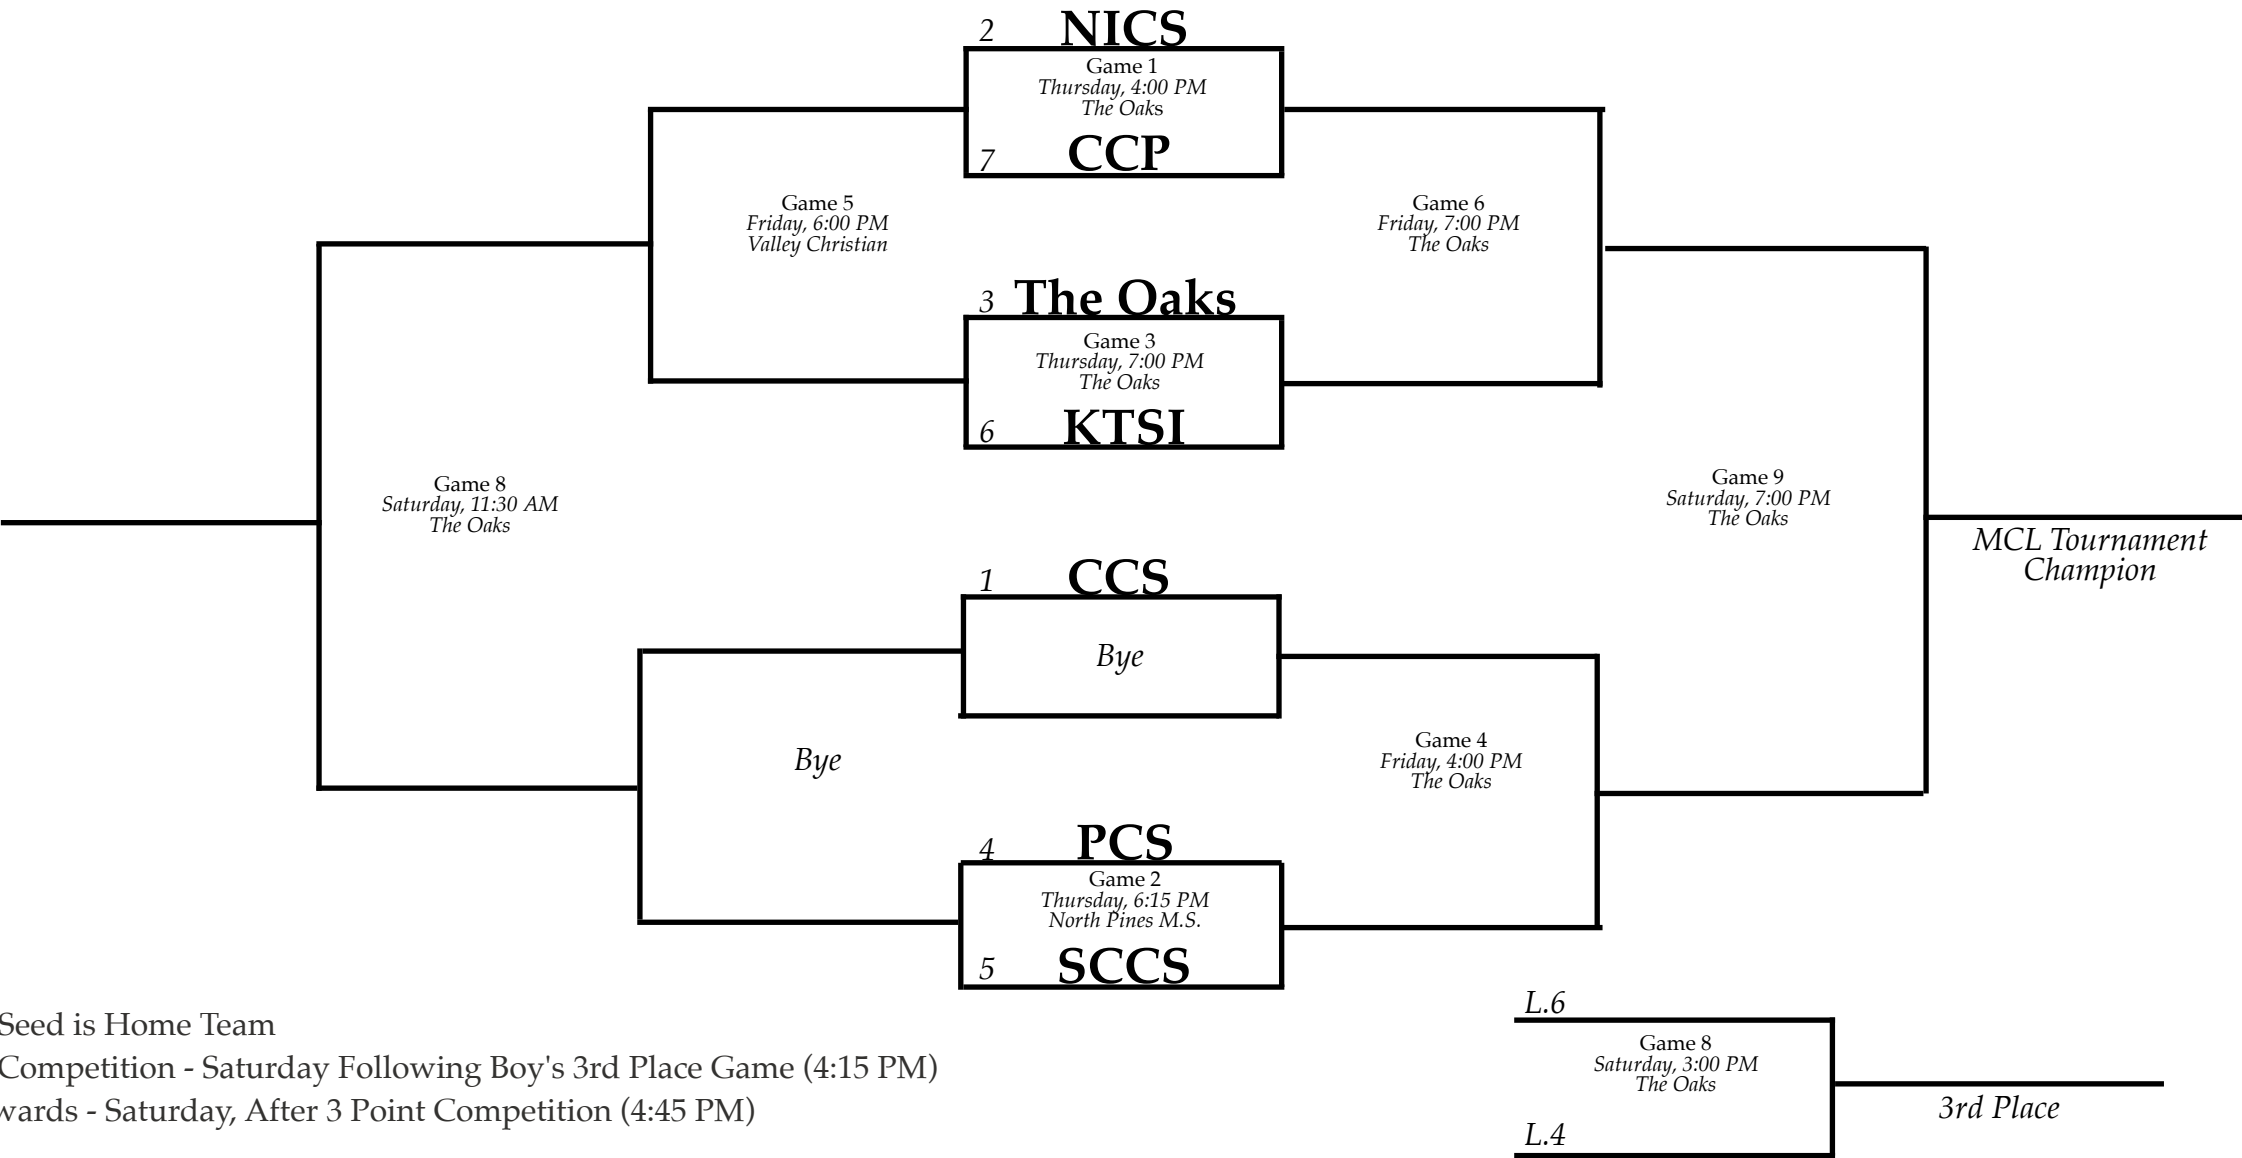 2 NICS
Game 1
Thursday, 4:00 PM
The Oaks
7 CCP
Game 5
Friday, 6:00 PM
Valley Christian
Game 6
Friday, 7:00 PM
The Oaks
3 The Oaks
Game 3
Thursday, 7:00 PM
The Oaks
6 KTSI
Game 8
Saturday, 11:30 AM
The Oaks
Game 9
Saturday, 7:00 PM
The Oaks
MCL Tournament
Champion
1 CCS
Bye
Bye
Game 4
Friday, 4:00 PM
The Oaks
4 PCS
Game 2
Thursday, 6:15 PM
North Pines M.S.
5 SCCS
Seed is Home Team
Competition - Saturday Following Boy's 3rd Place Game (4:15 PM)
wards - Saturday, After 3 Point Competition (4:45 PM)
L.6
Game 8
Saturday, 3:00 PM
The Oaks
L.4
3rd Place